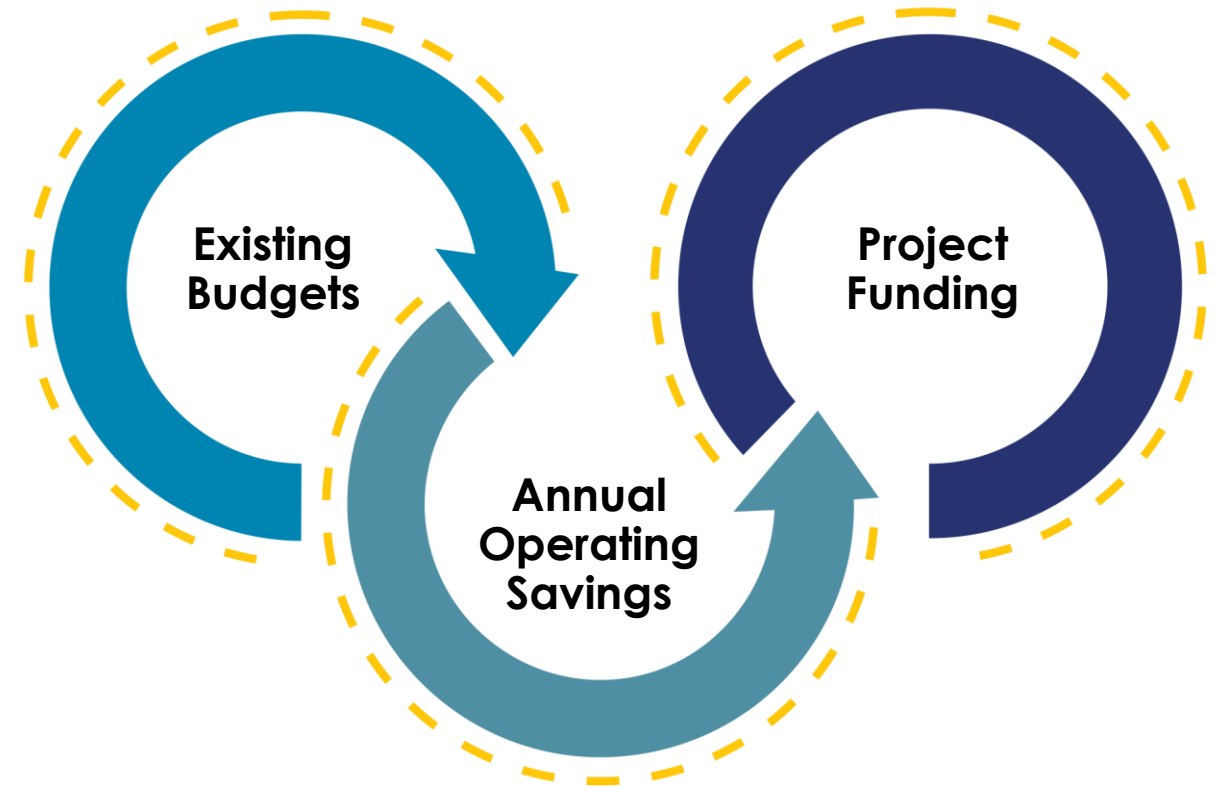 Existing
Budgets
Annual
Operating
Savings
Project
Funding